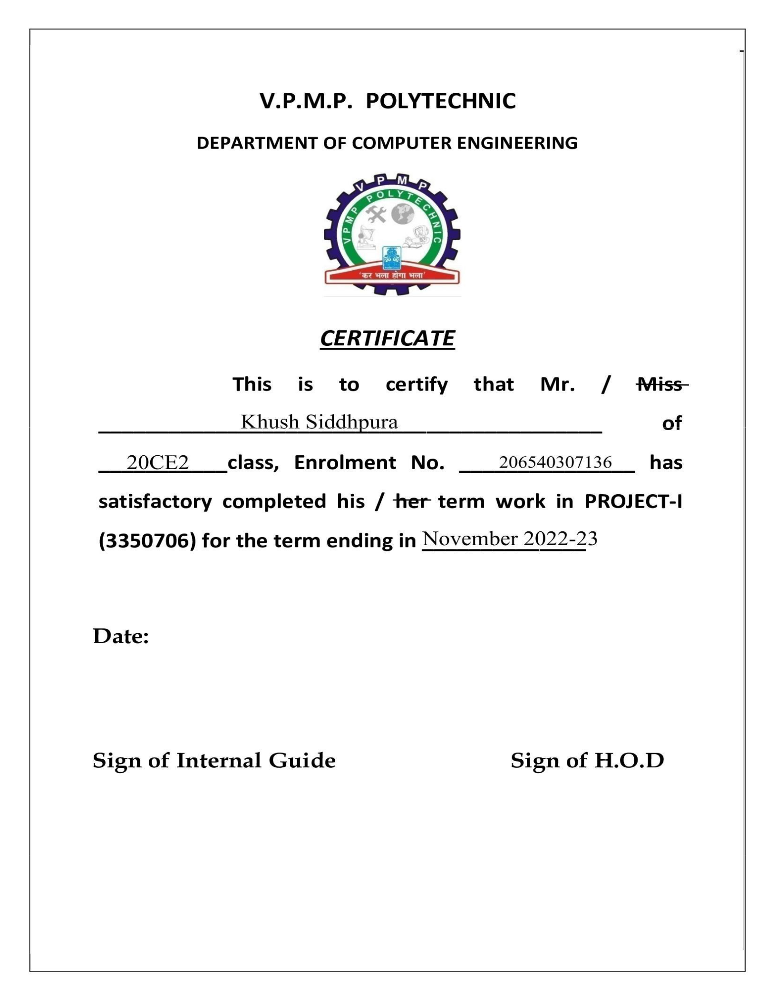 V.P.M.P. POLYTECHNIC
DEPARTMENT OF COMPUTER ENGINEERING
V P M P
VPMP POLYTECHNIC
'कर भला होगा भला'
CERTIFICATE
This is to certify that Mr. / Miss
Khush Siddhpura of
20CE2 class, Enrolment No. 206540307136 has
satisfactory completed his / her term work in PROJECT-I
(3350706) for the term ending in November 2022-23
Date:
Sign of Internal Guide Sign of H.O.D